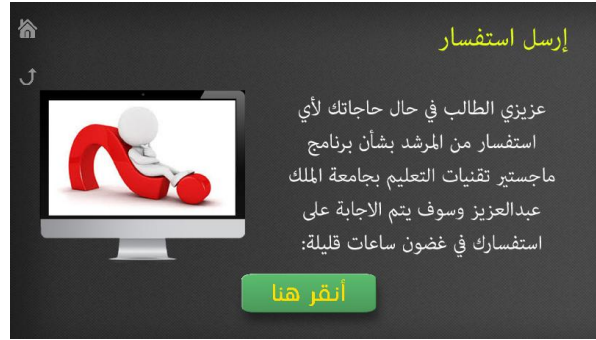 إرسل استفسار
عزيزي الطالب في حال حاجاتك لأي
استفسار من المرشد بشأن برنامج
ماجستير تقنيات التعليم بجامعة الملك
عبدالعزيز وسوف يتم الاجابة على
استفسارك في غضون ساعات قليلة:
أنقر هنا